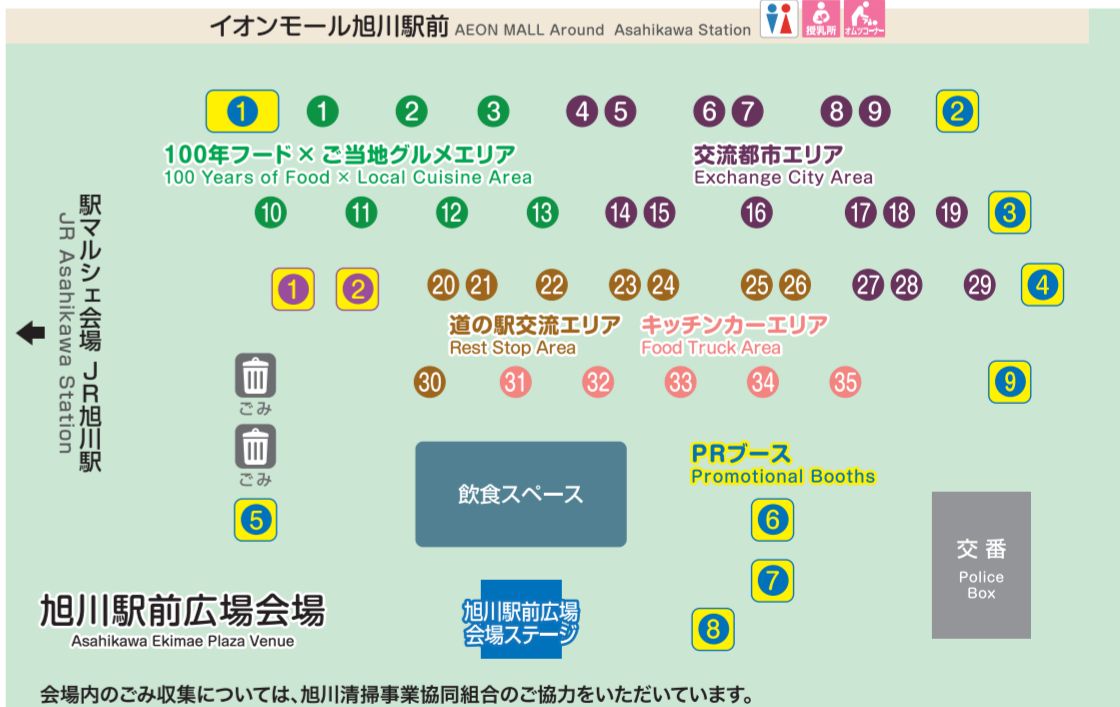 イオンモール旭川駅前 AEON MALL Around Asahikawa Station
授乳所
オムツコーナー
1 1 2 3 4 5 6 7 8 9 2
100年フード×ご当地グルメエリア
100 Years of Food × Local Cuisine Area
交流都市エリア
Exchange City Area
10 11 12 13 14 15 16 17 18 19 3
駅マルシェ会場 JR旭川駅
JR Asahikawa Station
1 2 20 21 22 23 24 25 26 27 28 29 4
道の駅交流エリア
Rest Stop Area
キッチンカーエリア
Food Truck Area
30 31 32 33 34 35 9
ごみ
ごみ
5
飲食スペース
PRブース
Promotional Booths
6
7
8
交番
Police
Box
旭川駅前広場会場
Asahikawa Ekimae Plaza Venue
旭川駅前広場
会場ステージ
会場内のごみ収集については、旭川清掃事業協同組合のご協力をいただいています。